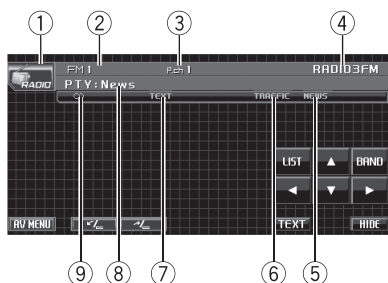 1 2 3 4
RADIO FM 1 P.ch 1 RADIO3FM
PTY: News
TEXT TRAFFIC NEWS
LIST ▲ BAND
◄ ▼ ►
AV MENU TEXT HIDE
9 8 7 6 5